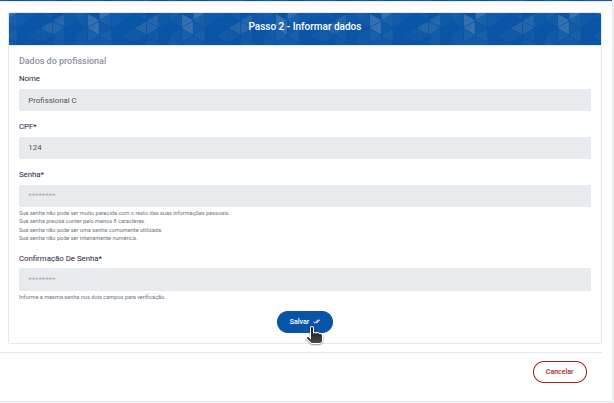 Passo 2 - Informar dados
Dados do profissional
Nome
Profissional C
CPF*
124
Senha*
********
Sua senha não pode ser muito parecida com o resto das suas informações pessoais.
Sua senha precisa conter pelo menos 8 caracteres.
Sua senha não pode ser uma senha comumente utilizada.
Sua senha não pode ser inteiramente numérica.
Confirmação De Senha*
********
Informe a mesma senha nos dois campos para verificação.
Salvar
Cancelar